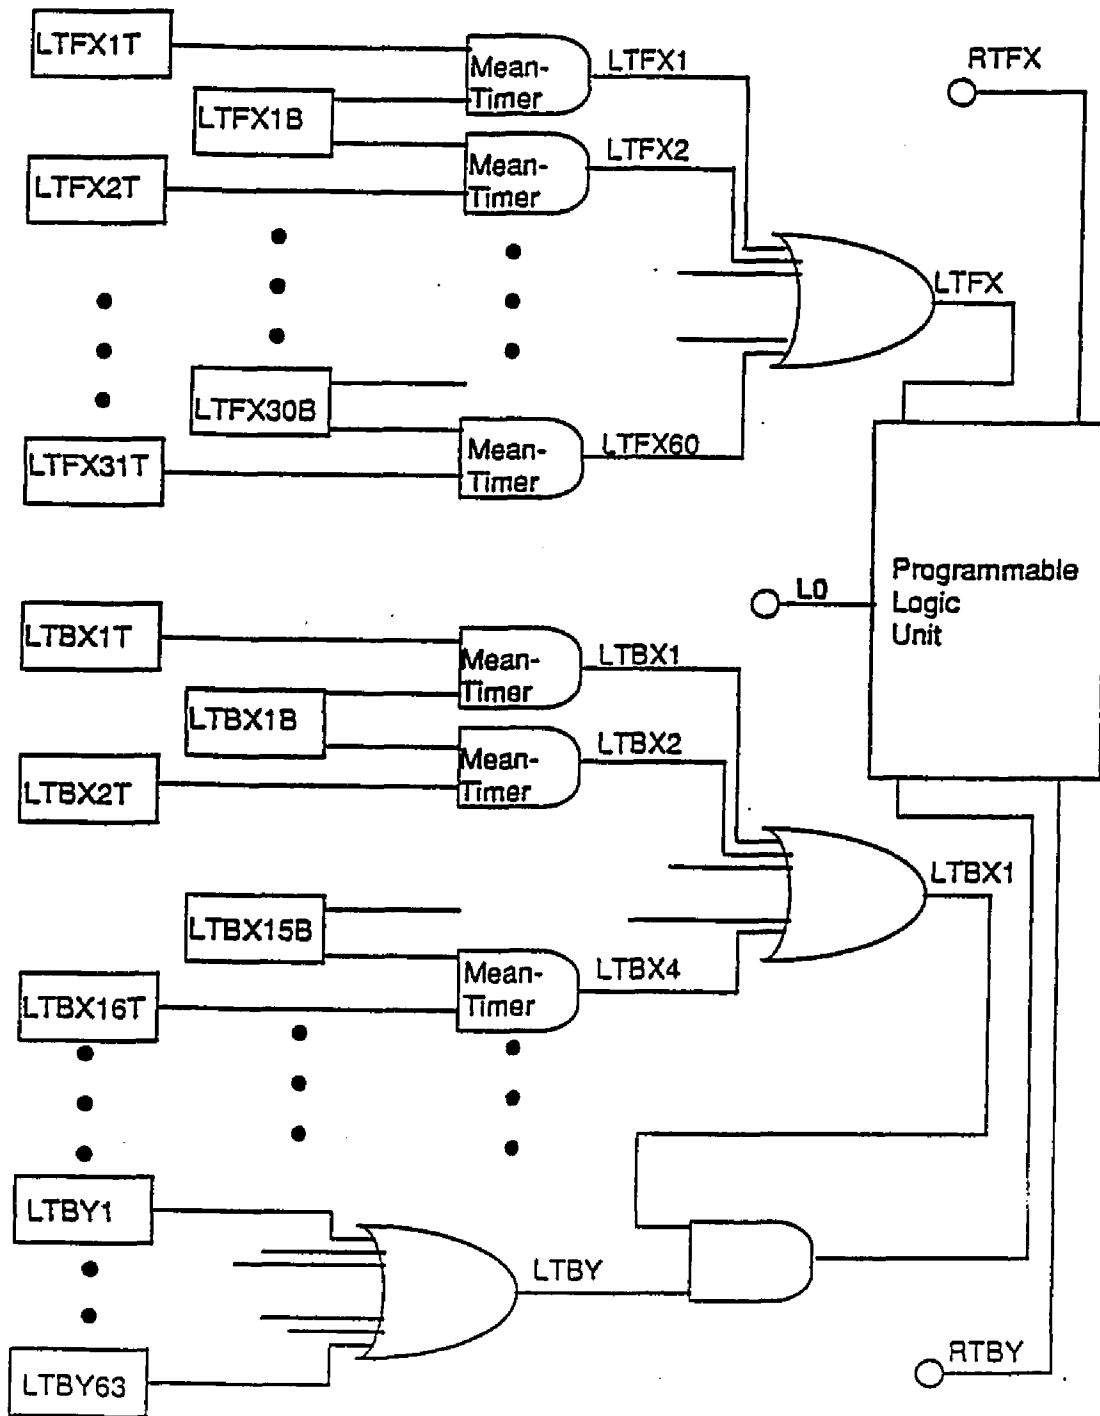 LTFX1T
Mean-
Timer
LTFX1
RTFX
LTFX1B
LTFX2T
Mean-
Timer
LTFX2
LTFX
LTFX30B
LTFX31T
Mean-
Timer
LTFX60
Programmable
Logic
Unit
L0
LTBX1T
Mean-
Timer
LTBX1
LTBX1B
LTBX2T
Mean-
Timer
LTBX2
LTBX1
LTBX15B
LTBX16T
Mean-
Timer
LTBX4
LTBY1
LTBY
LTBY63
RTBY